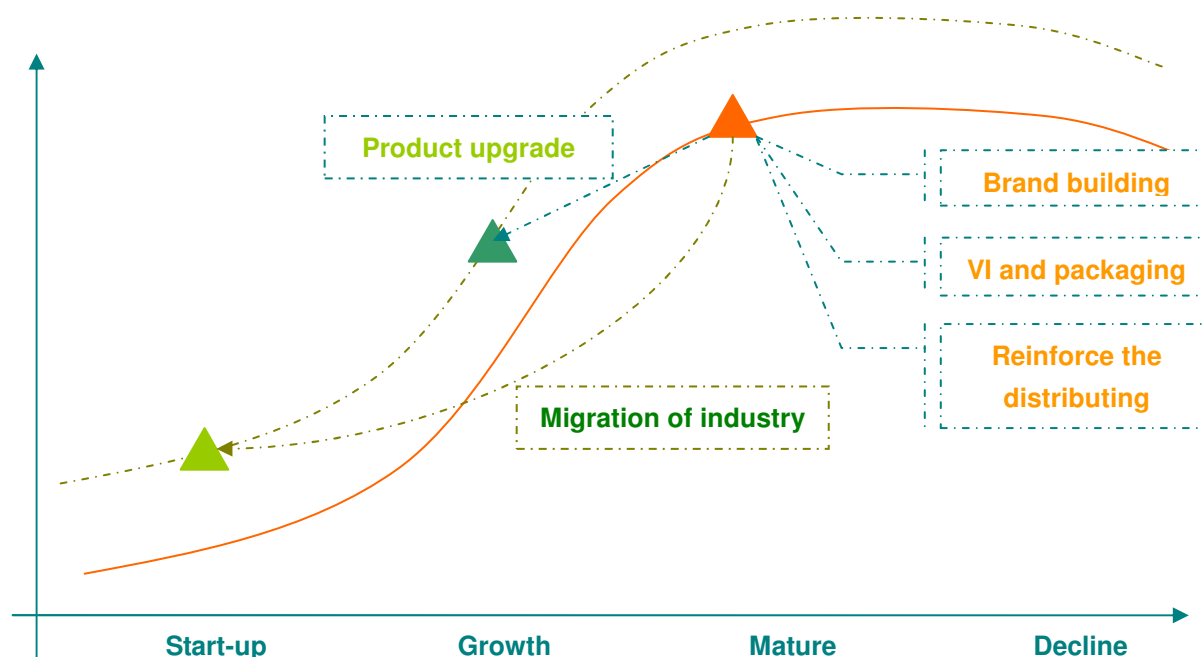 Product upgrade
Brand building
VI and packaging
Reinforce the
distributing
Migration of industry
Start-up
Growth
Mature
Decline